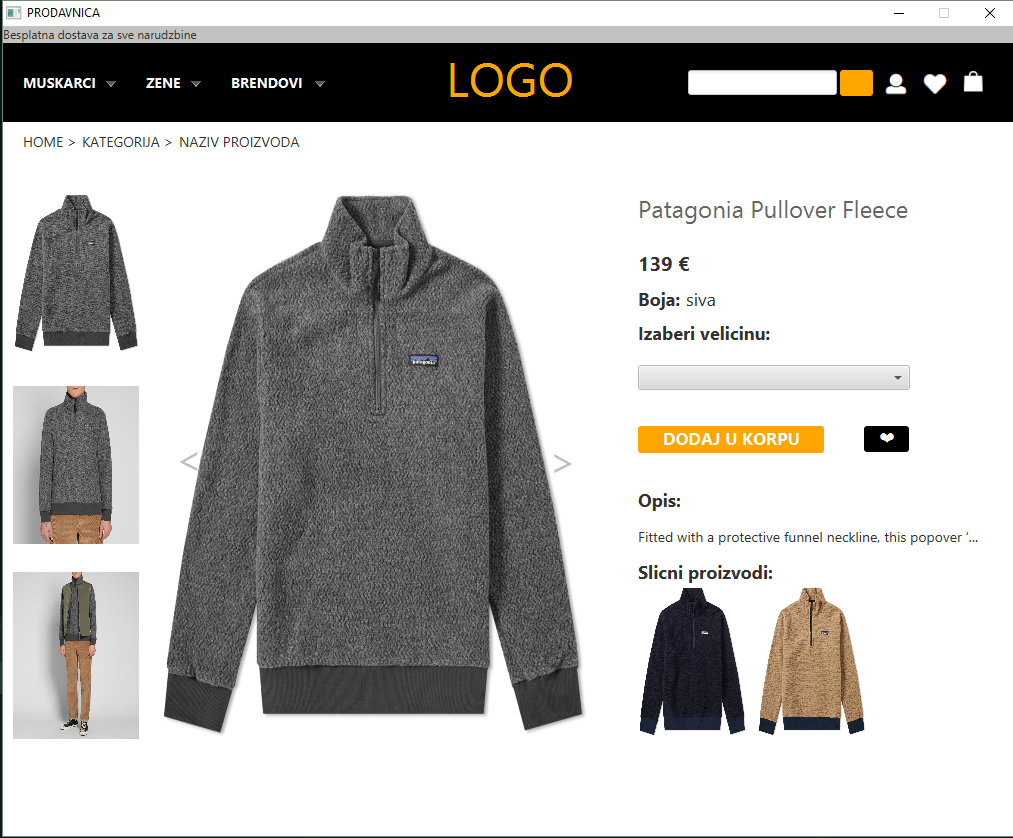 PRODAVNICA
Besplatna dostava za sve narudzbine
MUSKARCI ZENE BRENDOVI LOGO
HOME > KATEGORIJA > NAZIV PROIZVODA
Patagonia Pullover Fleece
139 €
Boja: siva
Izaberi velicinu:
patagonia
< >
DODAJ U KORPU ❤
Opis:
Fitted with a protective funnel neckline, this popover ‘...
Slicni proizvodi: